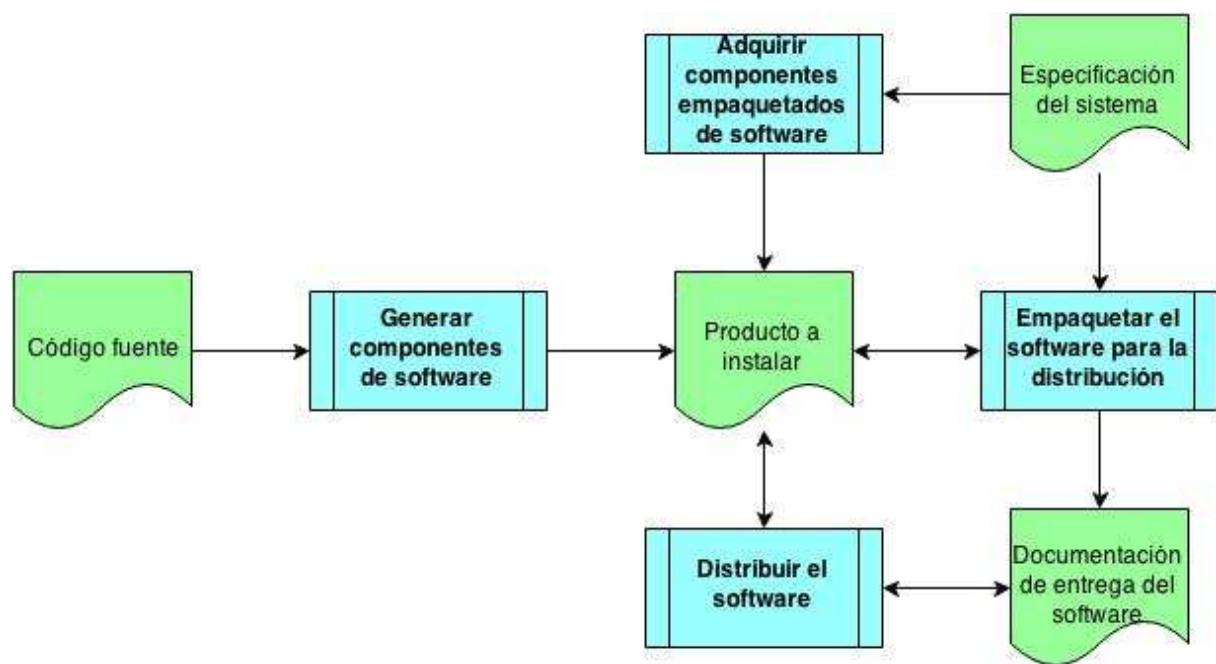 Adquirir
componentes
empaquetados
de software
Especificación
del sistema
Código fuente
Generar
componentes
de software
Producto a
instalar
Empaquetar el
software para la
distribución
Distribuir el
software
Documentación
de entrega del
software